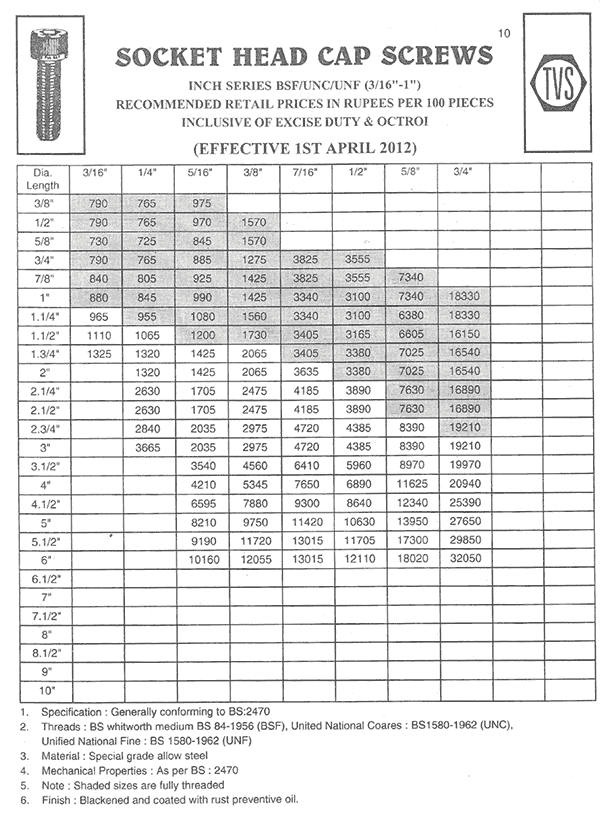 10
SOCKET HEAD CAP SCREWS
INCH SERIES BSF/UNC/UNF (3/16"-1")
RECOMMENDED RETAIL PRICES IN RUPEES PER 100 PIECES
INCLUSIVE OF EXCISE DUTY & OCTROI
(EFFECTIVE 1ST APRIL 2012)
TVS
Dia. 3/16" 1/4" 5/16" 3/8" 7/16" 1/2" 5/8" 3/4"
Length
3/8" 790 765 975
1/2" 790 765 970 1570
5/8" 730 725 845 1570
3/4" 790 765 885 1275 3825 3555
7/8" 840 805 925 1425 3825 3555 7340
1" 880 845 990 1425 3340 3100 7340 18330
1.1/4" 965 955 1080 1560 3340 3100 6380 18330
1.1/2" 1110 1065 1200 1730 3405 3165 6605 16150
1.3/4" 1325 1320 1425 2065 3405 3380 7025 16540
2" 1320 1425 2065 3635 3380 7025 16540
2.1/4" 2630 1705 2475 4185 3890 7630 16890
2.1/2" 2630 1705 2475 4185 3890 7630 16890
2.3/4" 2840 2035 2975 4720 4385 8390 19210
3" 3665 2035 2975 4720 4385 8390 19210
3.1/2" 3540 4560 6410 5960 8970 19970
4" 4210 5345 7650 6890 11625 20940
4.1/2" 6595 7880 9300 8640 12340 25390
5" 8210 9750 11420 10630 13950 27650
5.1/2" 9190 11720 13015 11705 17300 29850
6" 10160 12055 13015 12110 18020 32050
6.1/2"
7"
7.1/2"
8"
8.1/2"
9"
10"
1. Specification : Generally conforming to BS:2470
2. Threads : BS whitworth medium BS 84-1956 (BSF), United National Coares : BS1580-1962 (UNC),
Unified National Fine : BS 1580-1962 (UNF)
3. Material : Special grade allow steel
4. Mechanical Properties : As per BS : 2470
5. Note : Shaded sizes are fully threaded
6. Finish : Blackened and coated with rust preventive oil.